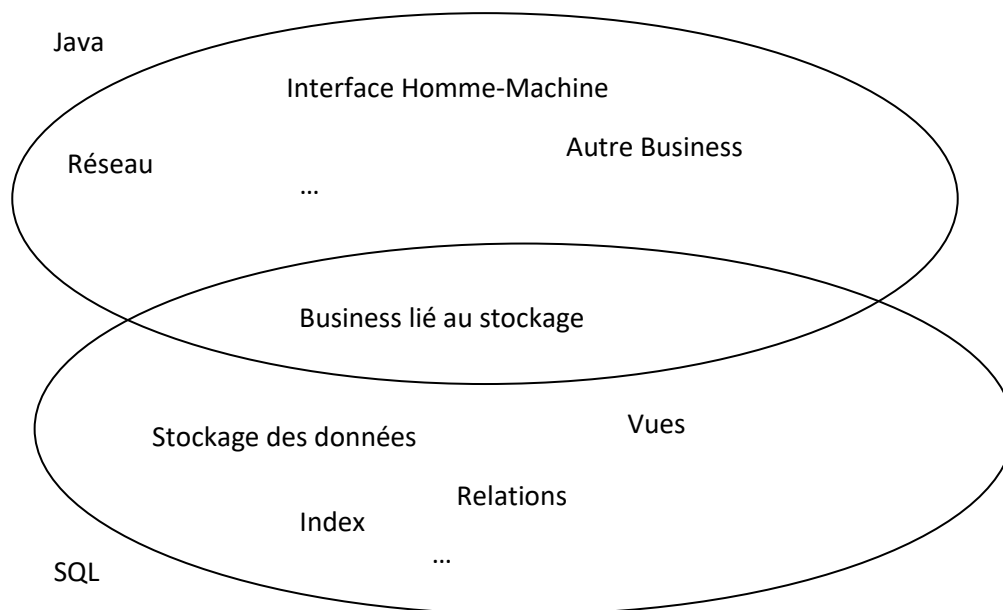 Java
Interface Homme-Machine
Autre Business
Réseau
...
Business lié au stockage
Vues
Stockage des données
Relations
Index
...
SQL